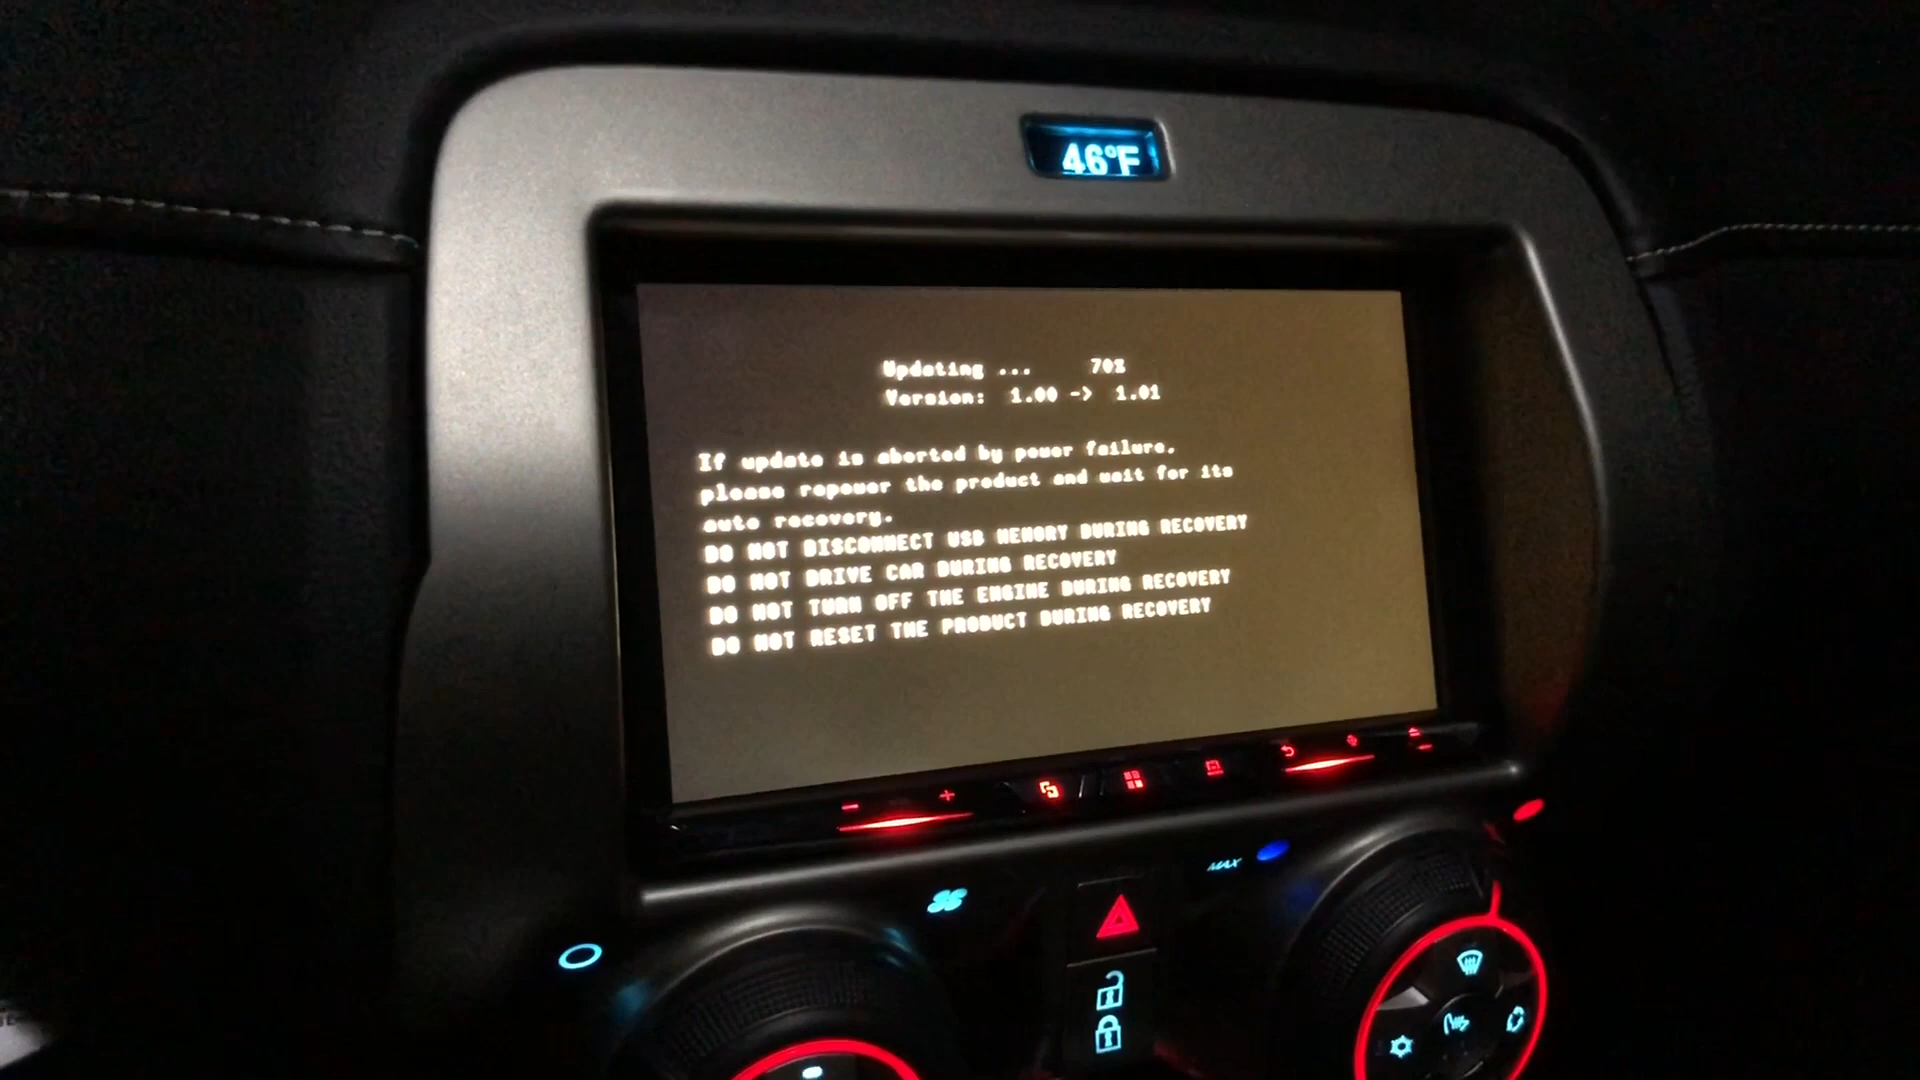 46°F
Updating ... 70%
Version: 1.00 -> 1.01
If update is aborted by power failure,
please repower the product and wait for its
auto recovery.
DO NOT DISCONNECT USB MEMORY DURING RECOVERY
DO NOT DRIVE CAR DURING RECOVERY
DO NOT TURN OFF THE ENGINE DURING RECOVERY
DO NOT RESET THE PRODUCT DURING RECOVERY
- +
MAX